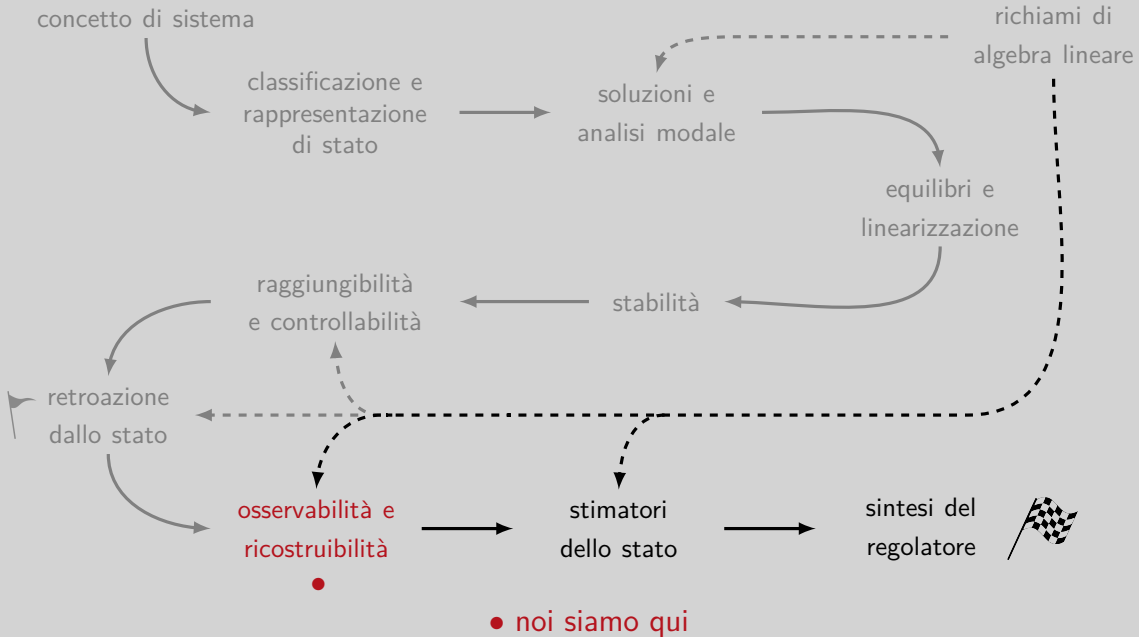 concetto di sistema
richiami di
algebra lineare
classificazione e
rappresentazione
di stato
soluzioni e
analisi modale
equilibri e
linearizzazione
raggiungibilità
e controllabilità
stabilità
retroazione
dallo stato
osservabilità e
ricostruibilità
stimatori
dello stato
sintesi del
regolatore
• noi siamo qui